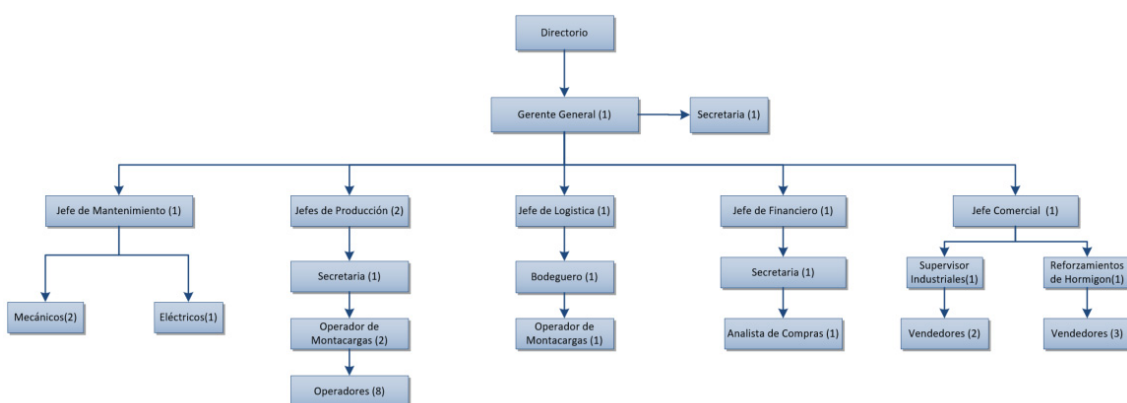 Directorio
Gerente General (1)
Secretaria (1)
Jefe de Mantenimiento (1)
Jefes de Producción (2)
Jefe de Logistica (1)
Jefe de Financiero (1)
Jefe Comercial (1)
Mecánicos(2)
Eléctricos(1)
Secretaria (1)
Operador de
Montacargas (2)
Operadores (8)
Bodeguero (1)
Operador de
Montacargas (1)
Secretaria (1)
Analista de Compras (1)
Supervisor
Industriales(1)
Vendedores (2)
Reforzamientos
de Hormigon(1)
Vendedores (3)